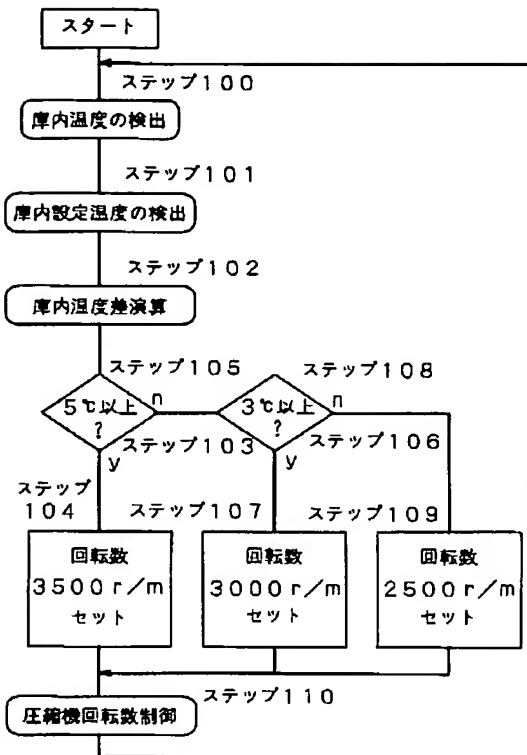 スタート
ステップ100
庫内温度の検出
ステップ101
庫内設定温度の検出
ステップ102
庫内温度差演算
ステップ105
ステップ108
5℃以上
?
n
3℃以上
?
n
ステップ103
y
ステップ106
y
ステップ
104
ステップ107
ステップ109
回転数
3500r/m
セット
回転数
3000r/m
セット
回転数
2500r/m
セット
ステップ110
圧縮機回転数制御